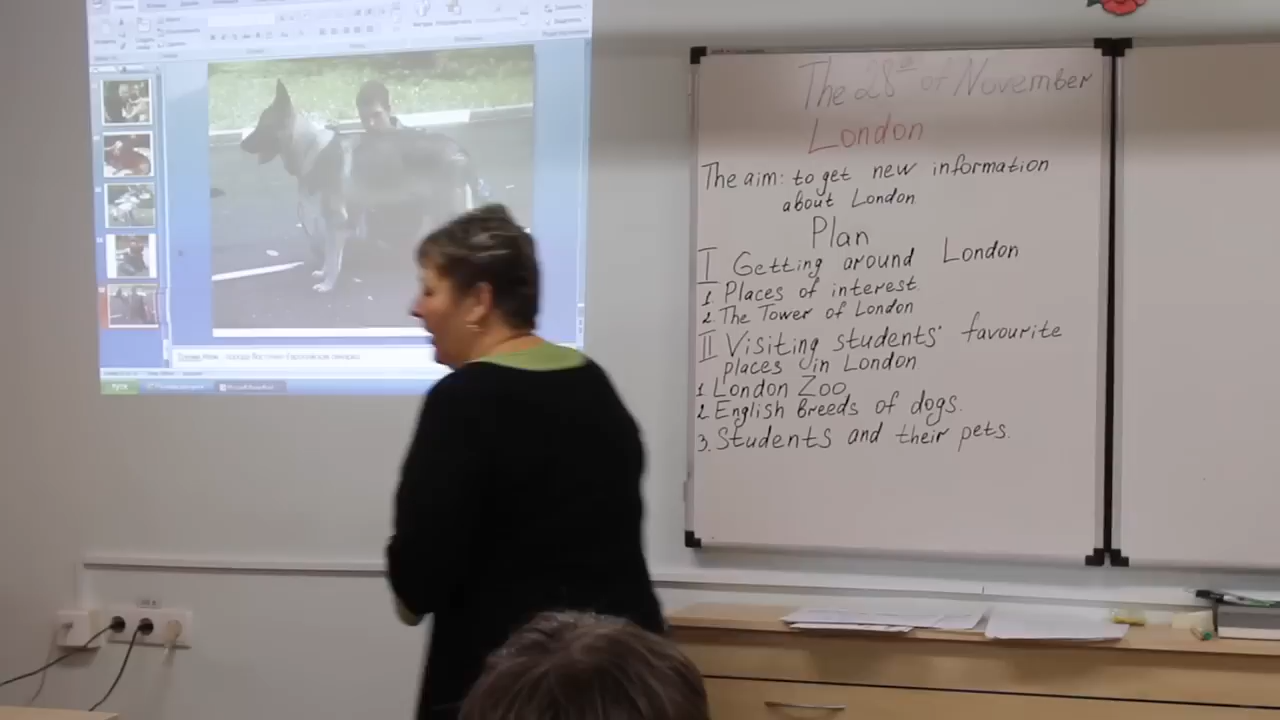 The 28th of November
London
The aim: to get new information
about London
Plan
I Getting around London
1. Places of interest.
2. The Tower of London
II Visiting students' favourite
places in London
1 London Zoo
2 English breeds of dogs.
3. Students and their pets.
пуск